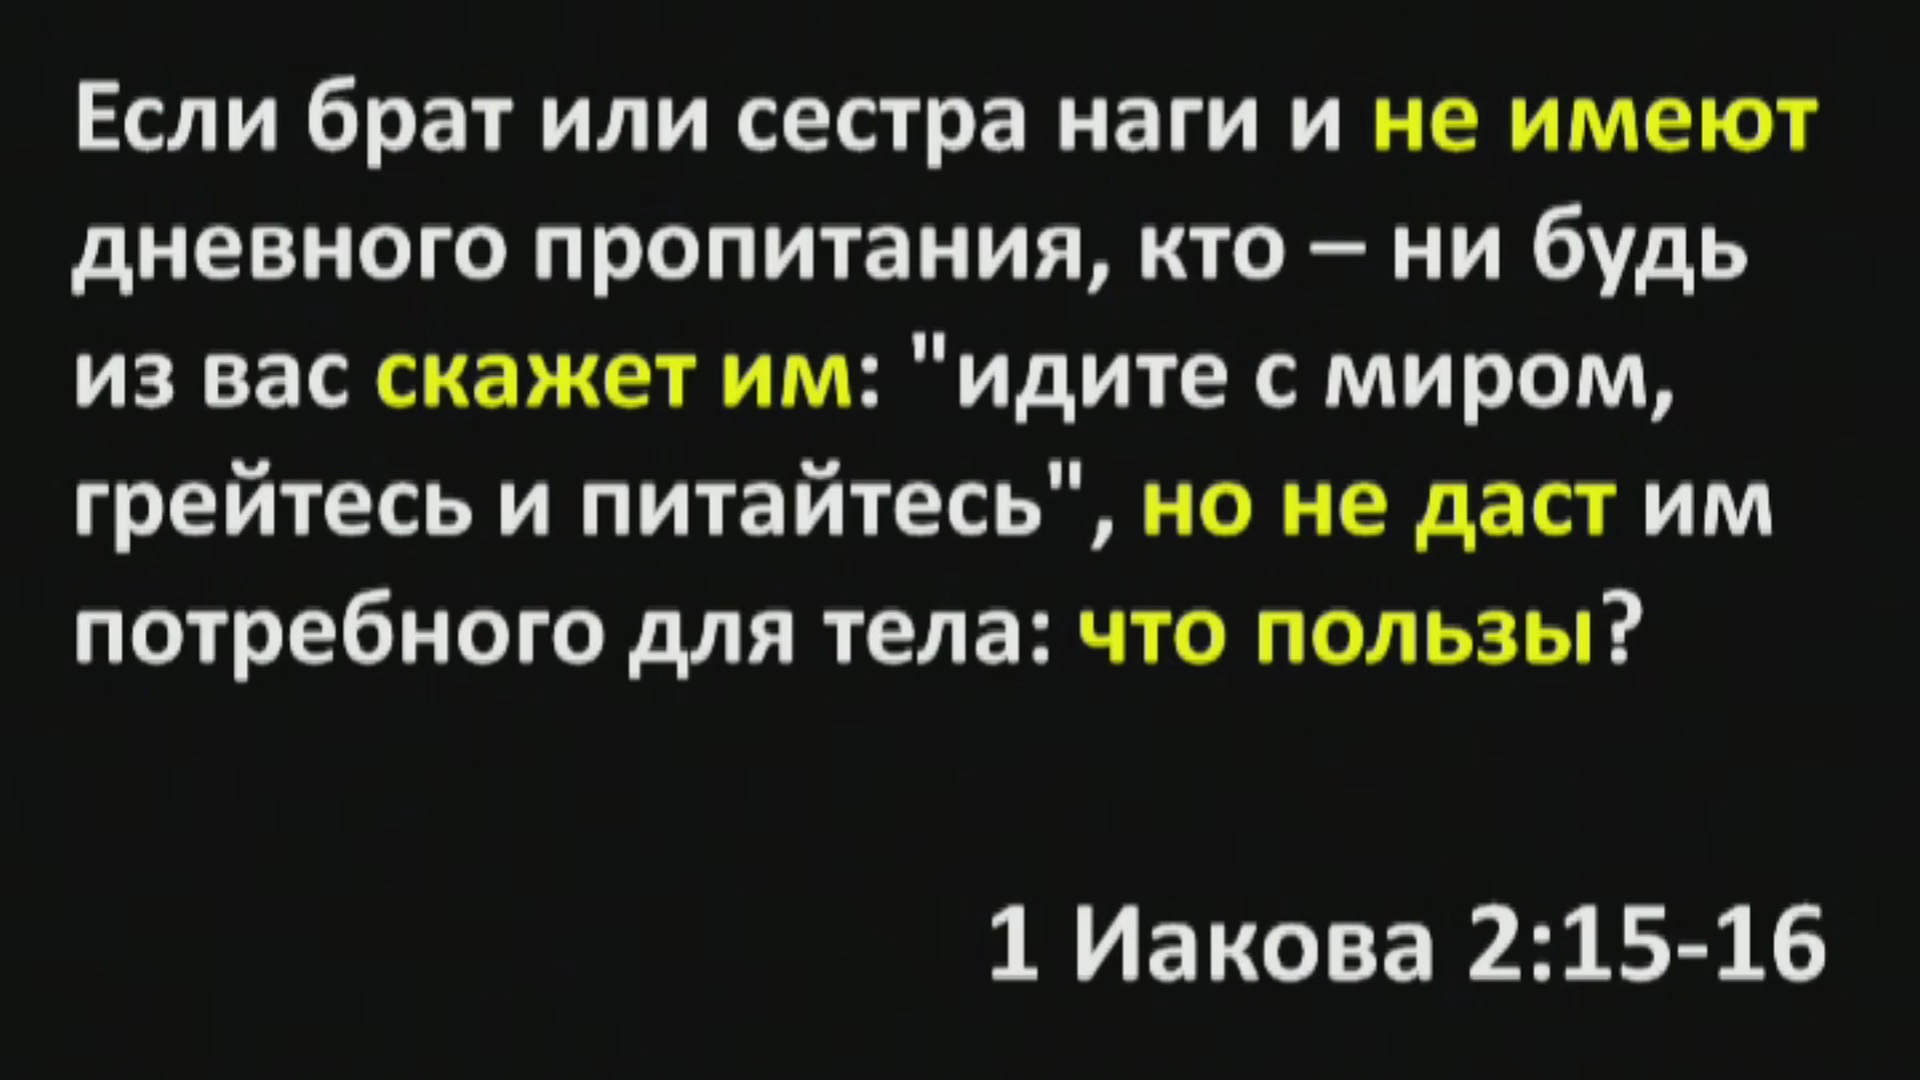 Если брат или сестра наги и не имеют
дневного пропитания, кто – ни будь
из вас скажет им: "идите с миром,
грейтесь и питайтесь", но не даст им
потребного для тела: что пользы?
1 Иакова 2:15-16